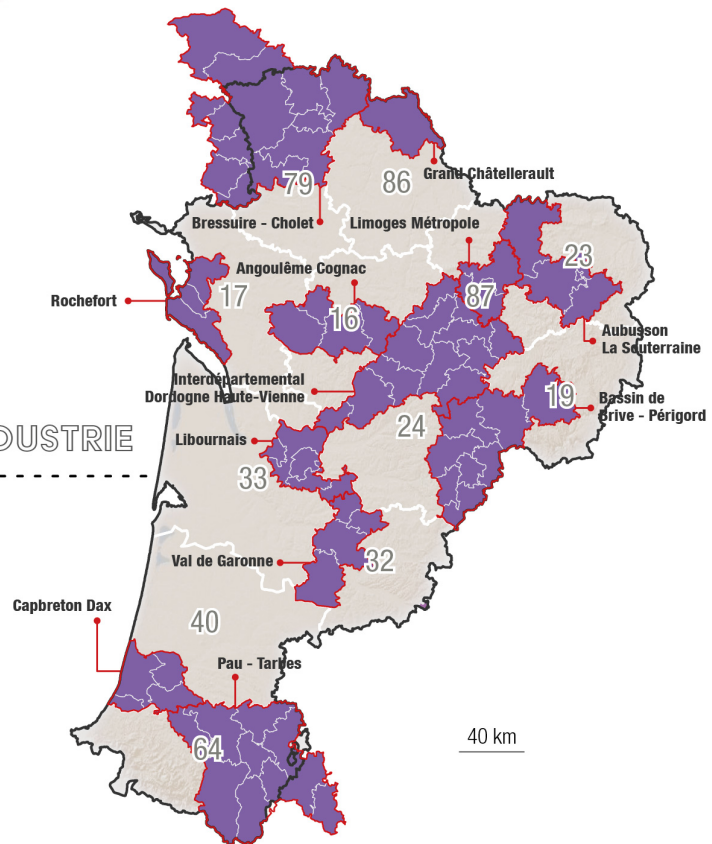 79
86
Grand Châtellerault
Bressuire - Cholet
Limoges Métropole
23
Angoulême Cognac
17
87
Rochefort
16
Aubusson
La Souterraine
Interdépartemental
Dordogne Haute-Vienne
19
Bassin de
Brive - Périgord
24
Libournais
DUSTRIE
33
Val de Garonne
32
Capbreton Dax
40
Pau - Tarbes
40 km
64